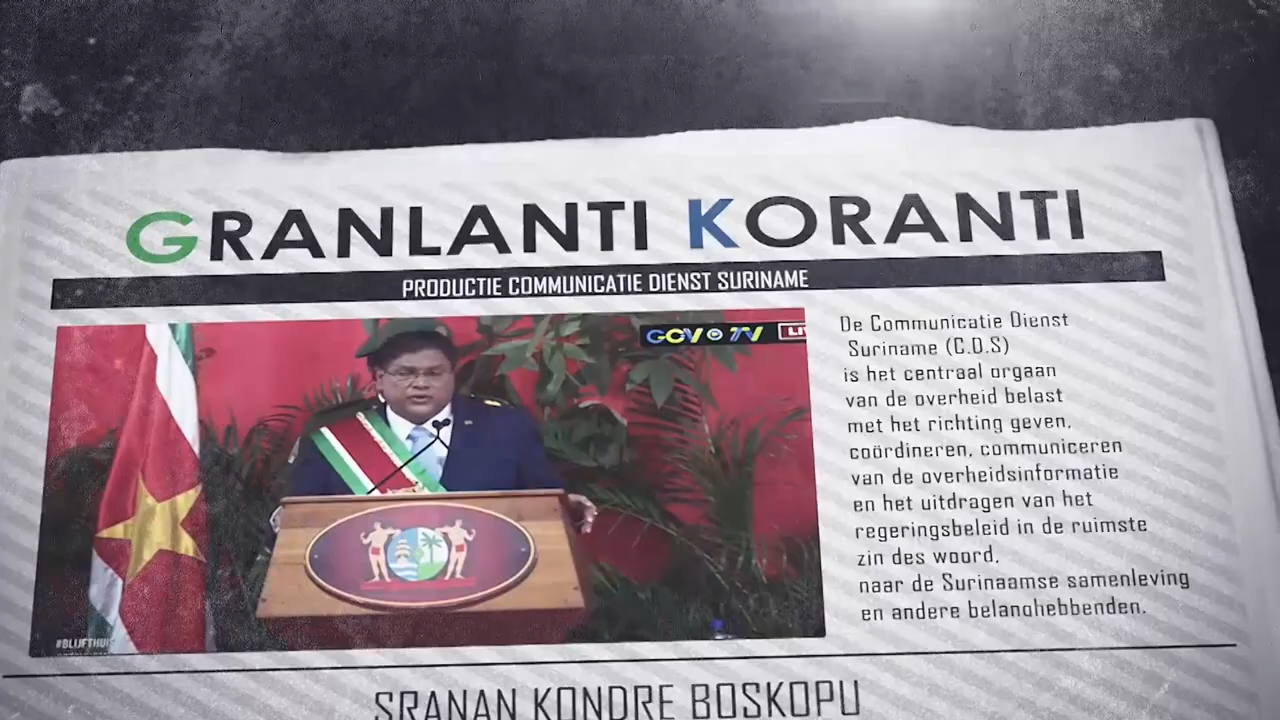 GRANLANTI KORANTI
PRODUCTIE COMMUNICATIE DIENST SURINAME
GOV TV LIV
#BLIJFTHUIS
De Communicatie Dienst
Suriname (C.D.S)
is het centraal orgaan
van de overheid belast
met het richting geven,
coördineren, communiceren
van de overheidsinformatie
en het uitdragen van het
regeringsbeleid in de ruimste
zin des woord,
naar de Surinaamse samenleving
en andere belanghebbenden.
SRANAN KONDRE BOSKOPU